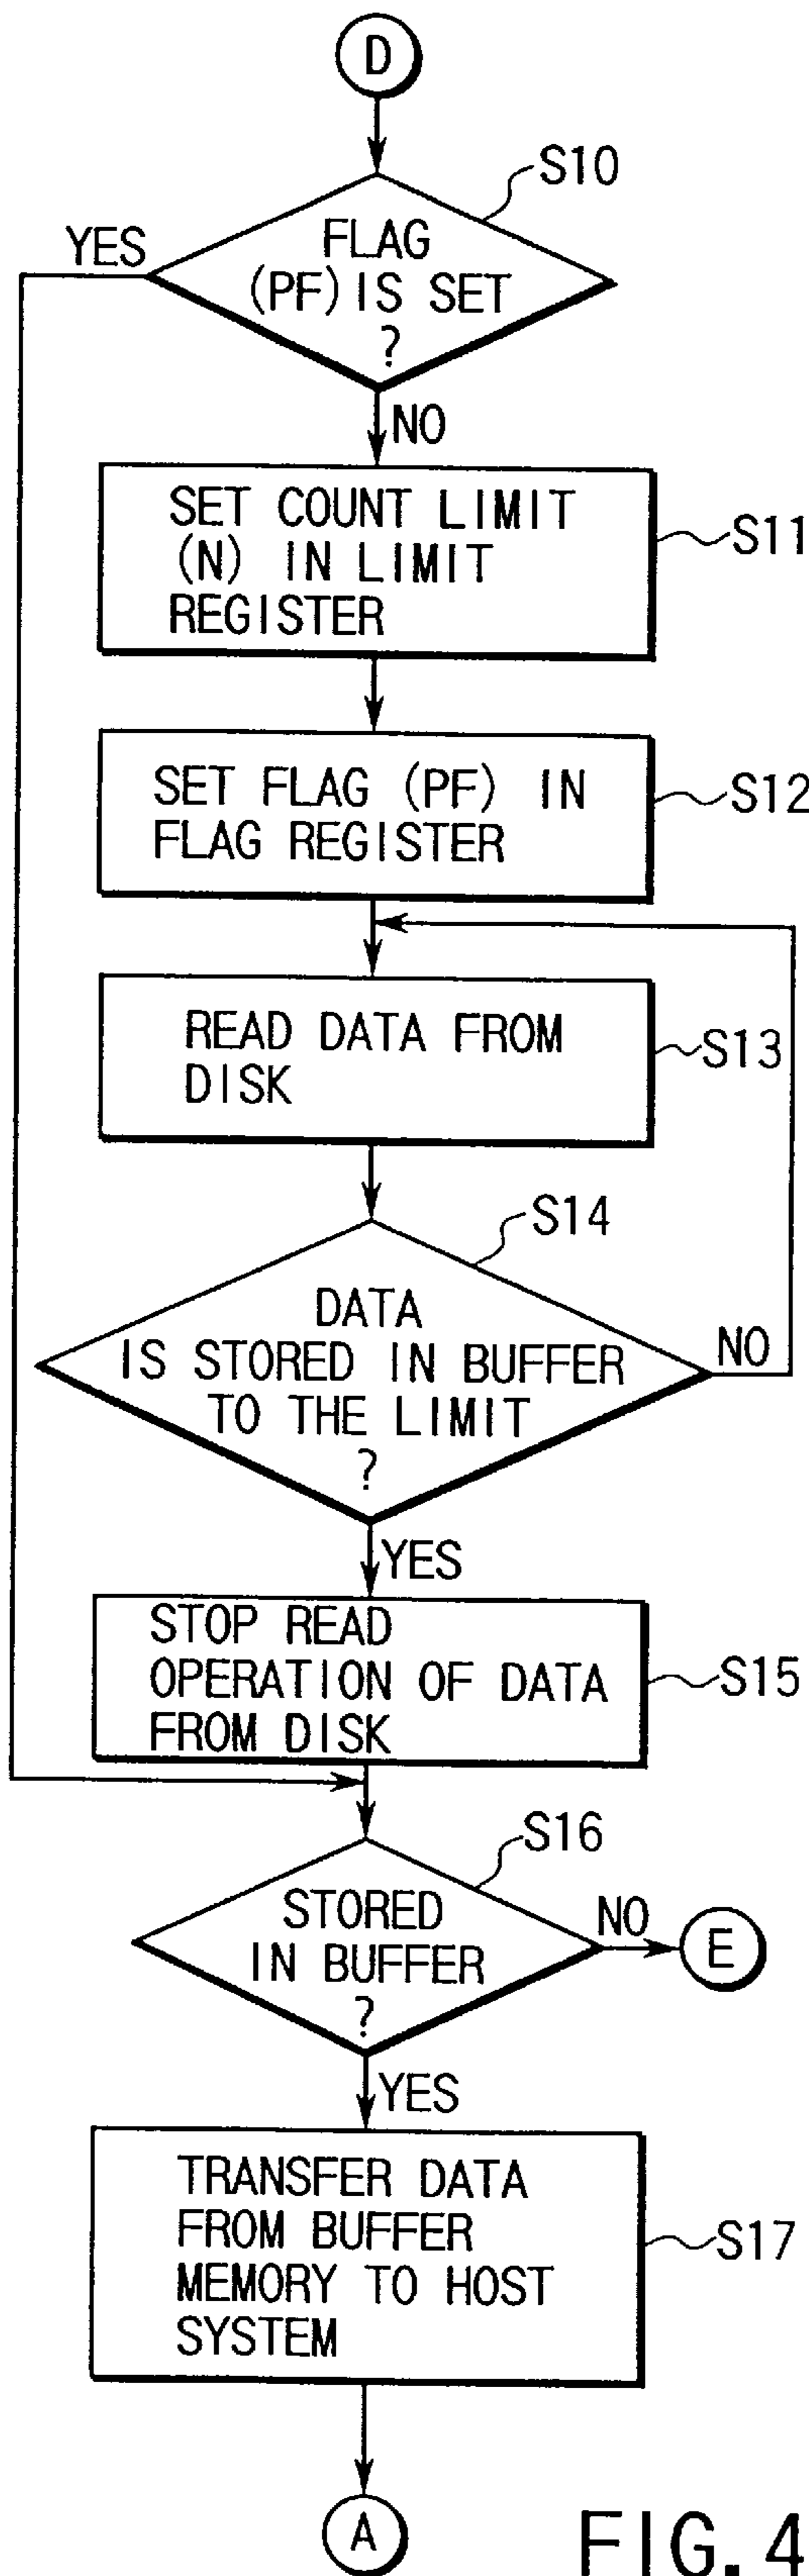 D
S10
YES
FLAG
(PF) IS SET
?
NO
SET COUNT LIMIT
(N) IN LIMIT
REGISTER
S11
SET FLAG (PF) IN
FLAG REGISTER
S12
READ DATA FROM
DISK
S13
S14
DATA
IS STORED IN BUFFER
TO THE LIMIT
?
NO
YES
STOP READ
OPERATION OF DATA
FROM DISK
S15
S16
STORED
IN BUFFER
?
NO
E
YES
TRANSFER DATA
FROM BUFFER
MEMORY TO HOST
SYSTEM
S17
A
FIG. 4